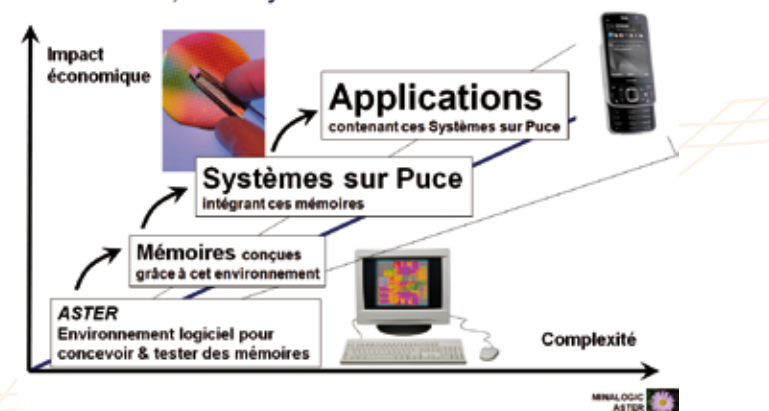 Impact
économique
Applications
contenant ces Systèmes sur Puce
Systèmes sur Puce
intégrant ces mémoires
Mémoires conçues
grâce à cet environnement
ASTER
Environnement logiciel pour
concevoir & tester des mémoires
Complexité
MINALOGIC
ASTER